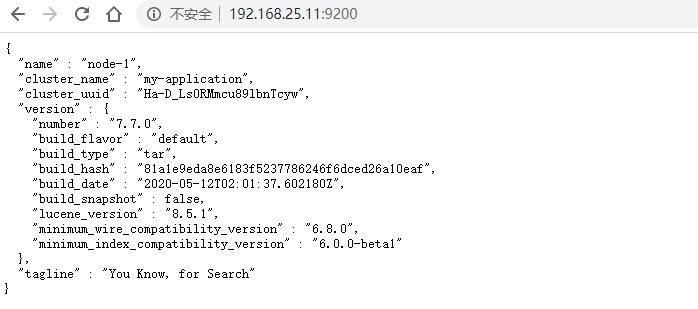 不安全 | 192.168.25.11:9200
{
  "name" : "node-1",
  "cluster_name" : "my-application",
  "cluster_uuid" : "Ha-D_LsORMmcu89lbnTcyw",
  "version" : {
    "number" : "7.7.0",
    "build_flavor" : "default",
    "build_type" : "tar",
    "build_hash" : "81a1e9eda8e6183f5237786246f6dced26a10eaf",
    "build_date" : "2020-05-12T02:01:37.602180Z",
    "build_snapshot" : false,
    "lucene_version" : "8.5.1",
    "minimum_wire_compatibility_version" : "6.8.0",
    "minimum_index_compatibility_version" : "6.0.0-beta1"
  },
  "tagline" : "You Know, for Search"
}